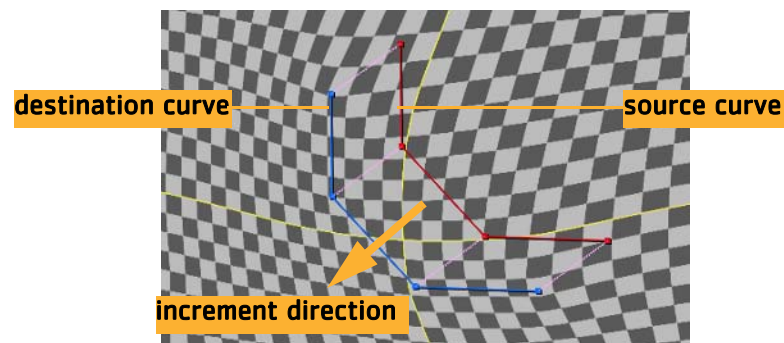 destination curve
source curve
increment direction